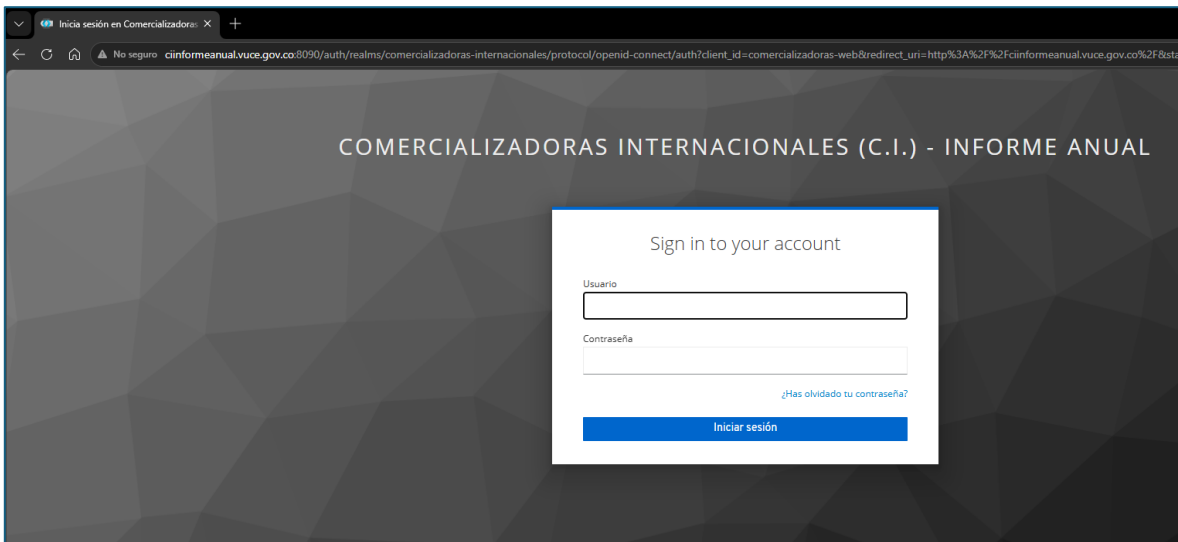 Inicia sesión en Comercializadoras
No seguro ciinformeanual.vuce.gov.co:8090/auth/realms/comercializadoras-internacionales/protocol/openid-connect/auth?client_id=comercializadoras-web&redirect_uri=http%3A%2F%2Fciinformeanual.vuce.gov.co%2F&sta
COMERCIALIZADORAS INTERNACIONALES (C.I.) - INFORME ANUAL
Sign in to your account
Usuario
Contraseña
¿Has olvidado tu contraseña?
Iniciar sesión